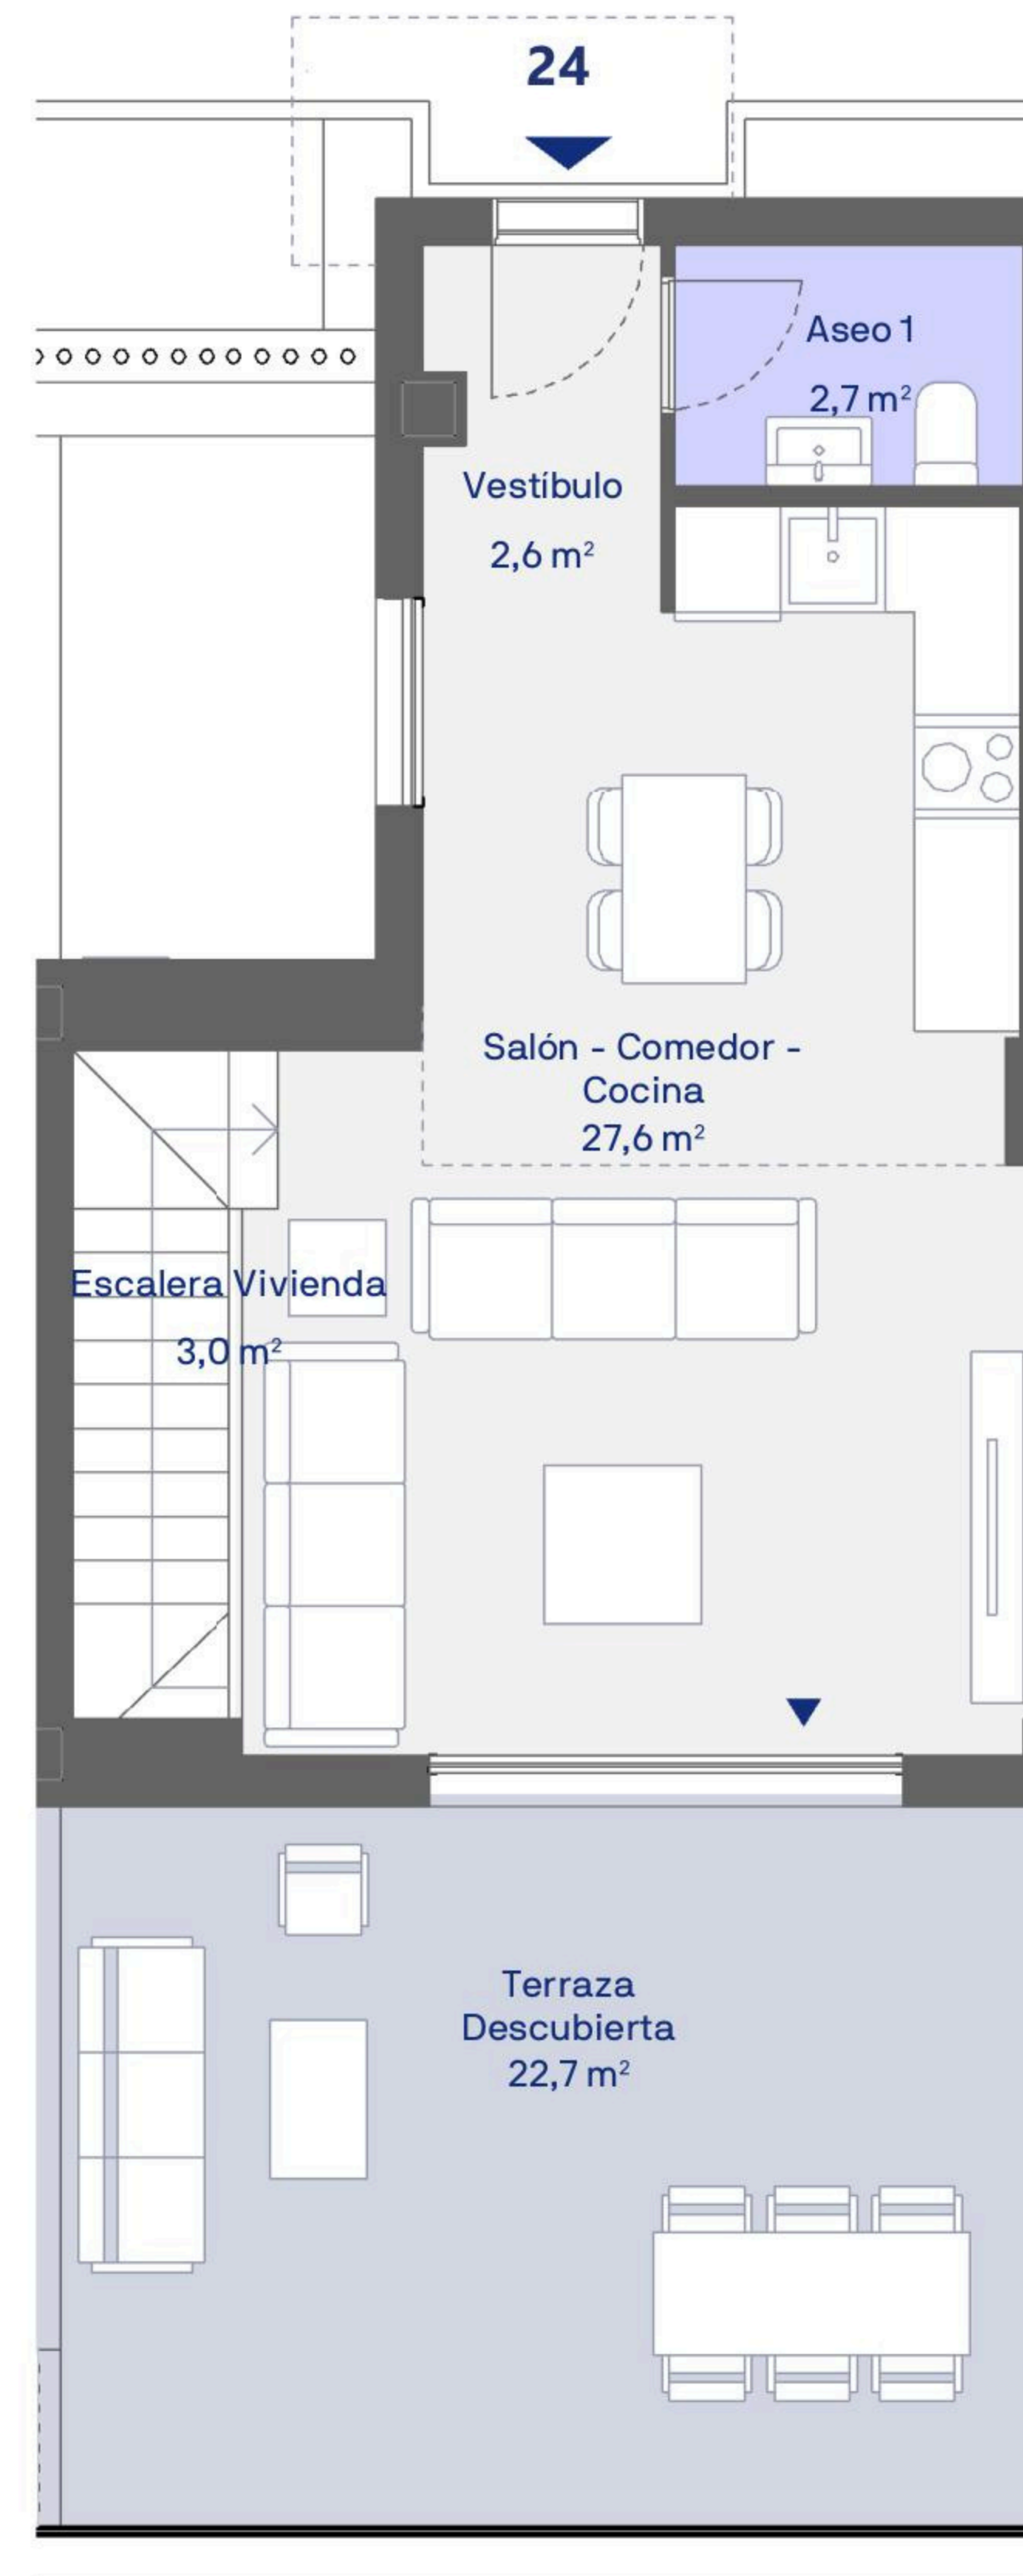 24
Aseo 1
2,7 m²
Vestíbulo
2,6 m²
Salón - Comedor -
Cocina
27,6 m²
Escalera Vivienda
3,0 m²
Terraza
Descubierta
22,7 m²